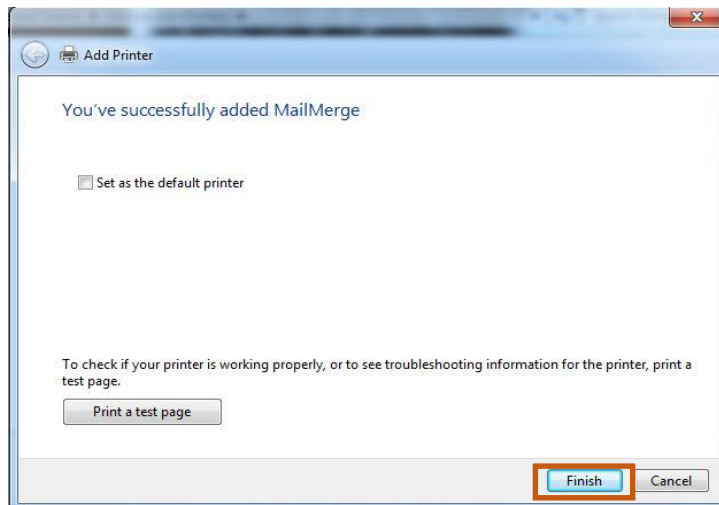 Add Printer
You've successfully added MailMerge
Set as the default printer
To check if your printer is working properly, or to see troubleshooting information for the printer, print a
test page.
Print a test page
Finish Cancel